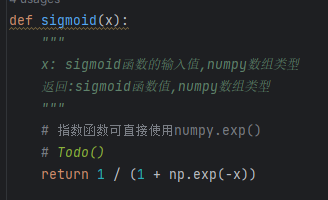 4 usages
def sigmoid(x):
"""
x: sigmoid函数的输入值,numpy数组类型
返回:sigmoid函数值,numpy数组类型
"""
# 指数函数可直接使用numpy.exp()
# Todo()
return 1 / (1 + np.exp(-x))